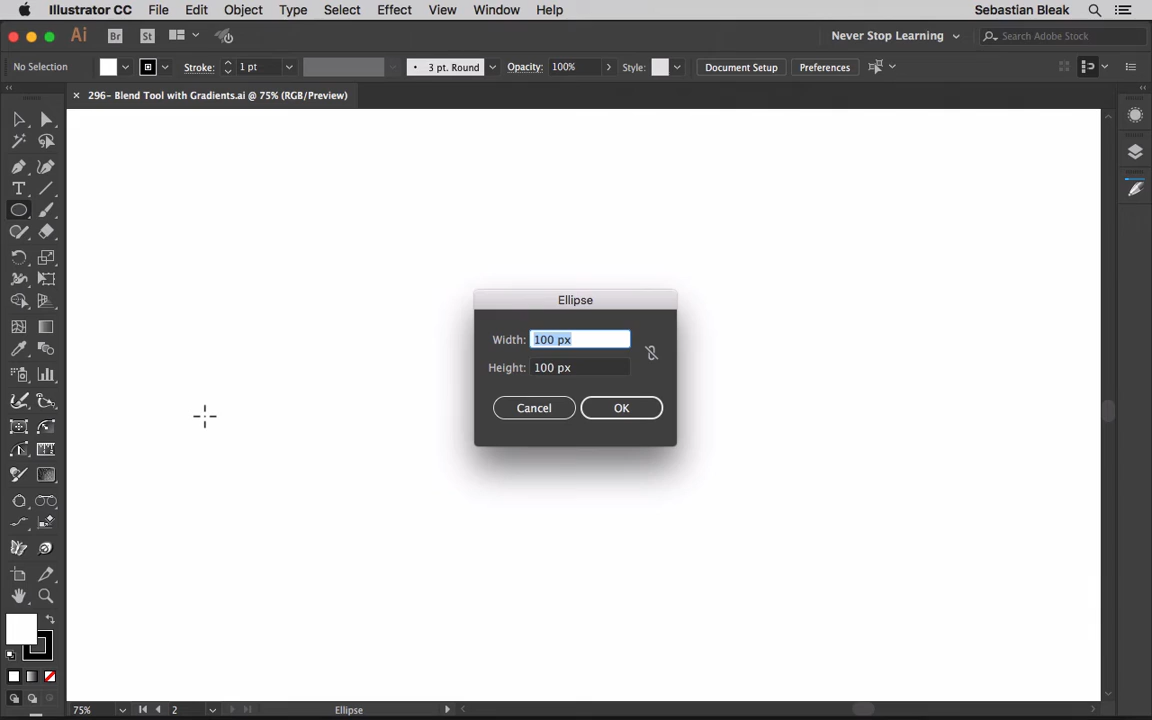 Illustrator CC File Edit Object Type Select Effect View Window Help Sebastian Bleak
Ai Br St Never Stop Learning Search Adobe Stock
No Selection Stroke: 1 pt 3 pt. Round Opacity: 100% Style: Document Setup Preferences
× 296- Blend Tool with Gradients.ai @ 75% (RGB/Preview)
T
Ellipse
Width: 100 px
Height: 100 px
Cancel OK
75% 2 Ellipse